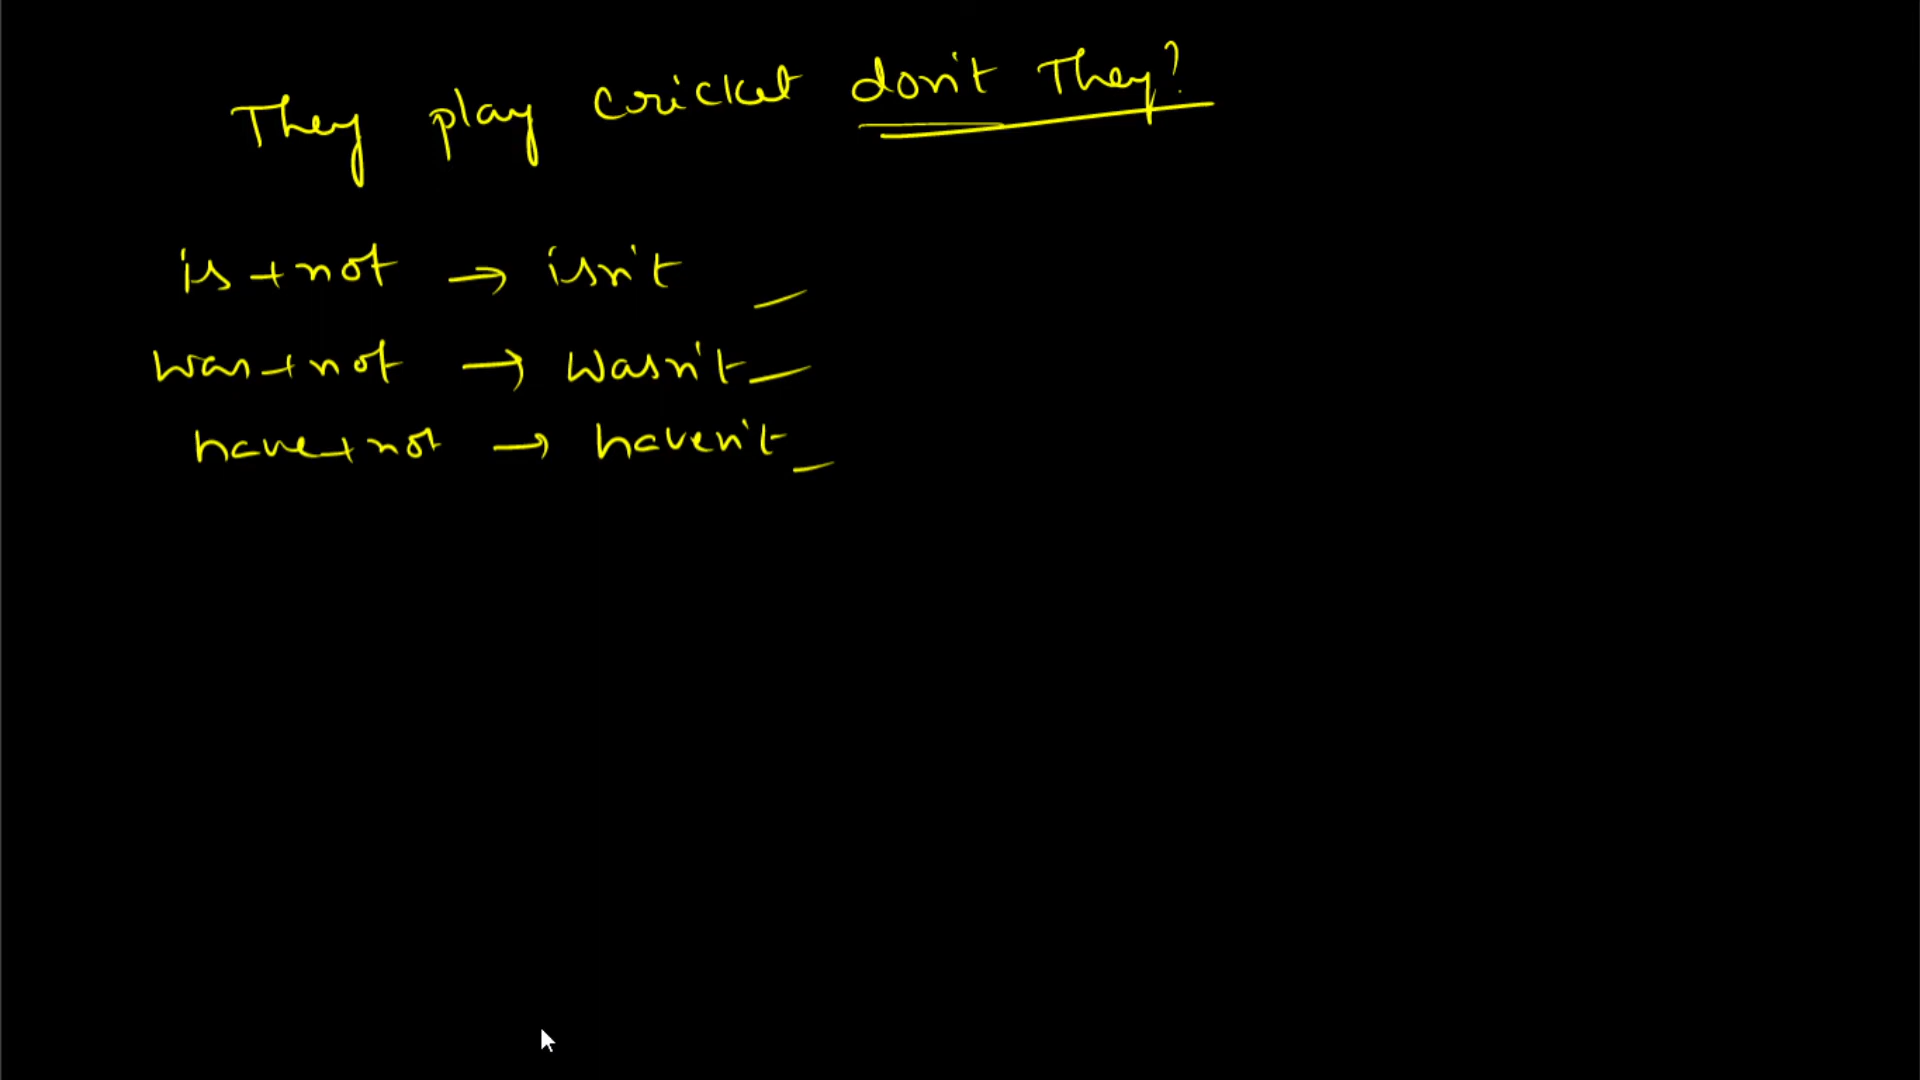 They play cricket don't They?
is + not → isn't
was + not → wasn't
have + not → haven't